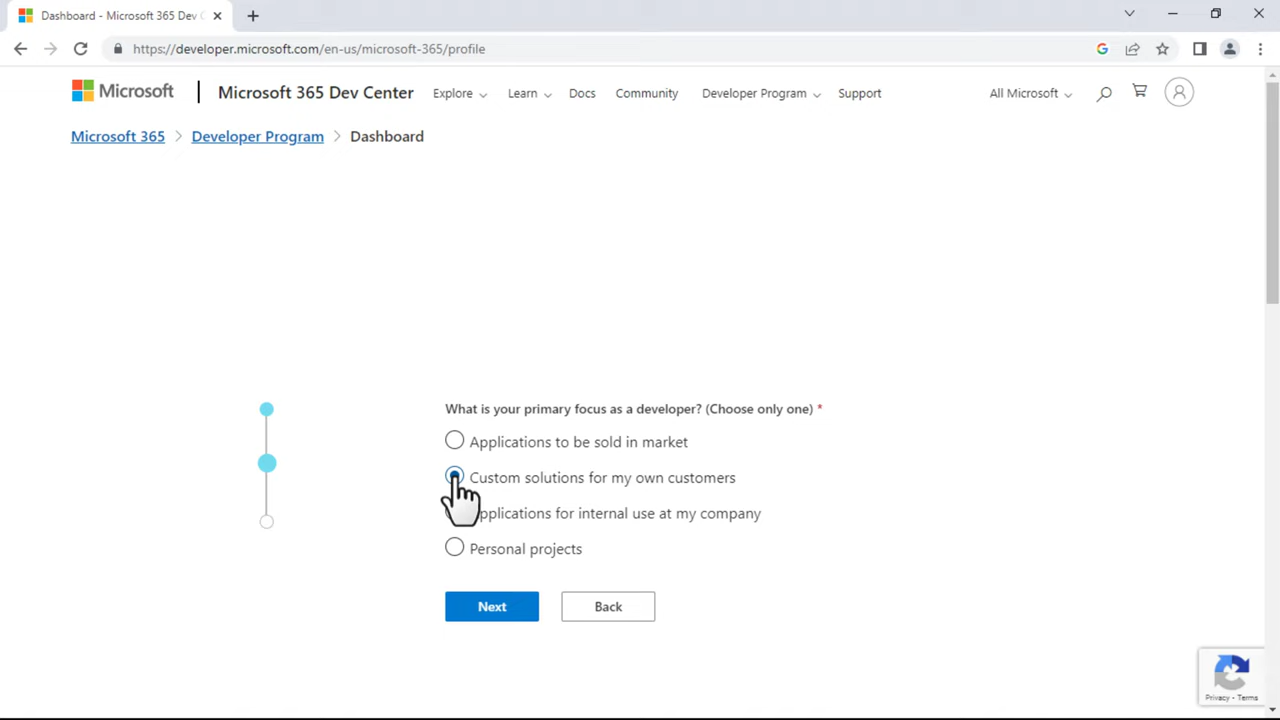 Dashboard - Microsoft 365 Dev C
https://developer.microsoft.com/en-us/microsoft-365/profile
Microsoft
Microsoft 365 Dev Center
Explore
Learn
Docs
Community
Developer Program
Support
All Microsoft
Microsoft 365 > Developer Program > Dashboard
What is your primary focus as a developer? (Choose only one) *
Applications to be sold in market
Custom solutions for my own customers
pplications for internal use at my company
Personal projects
Next
Back
Privacy - Terms